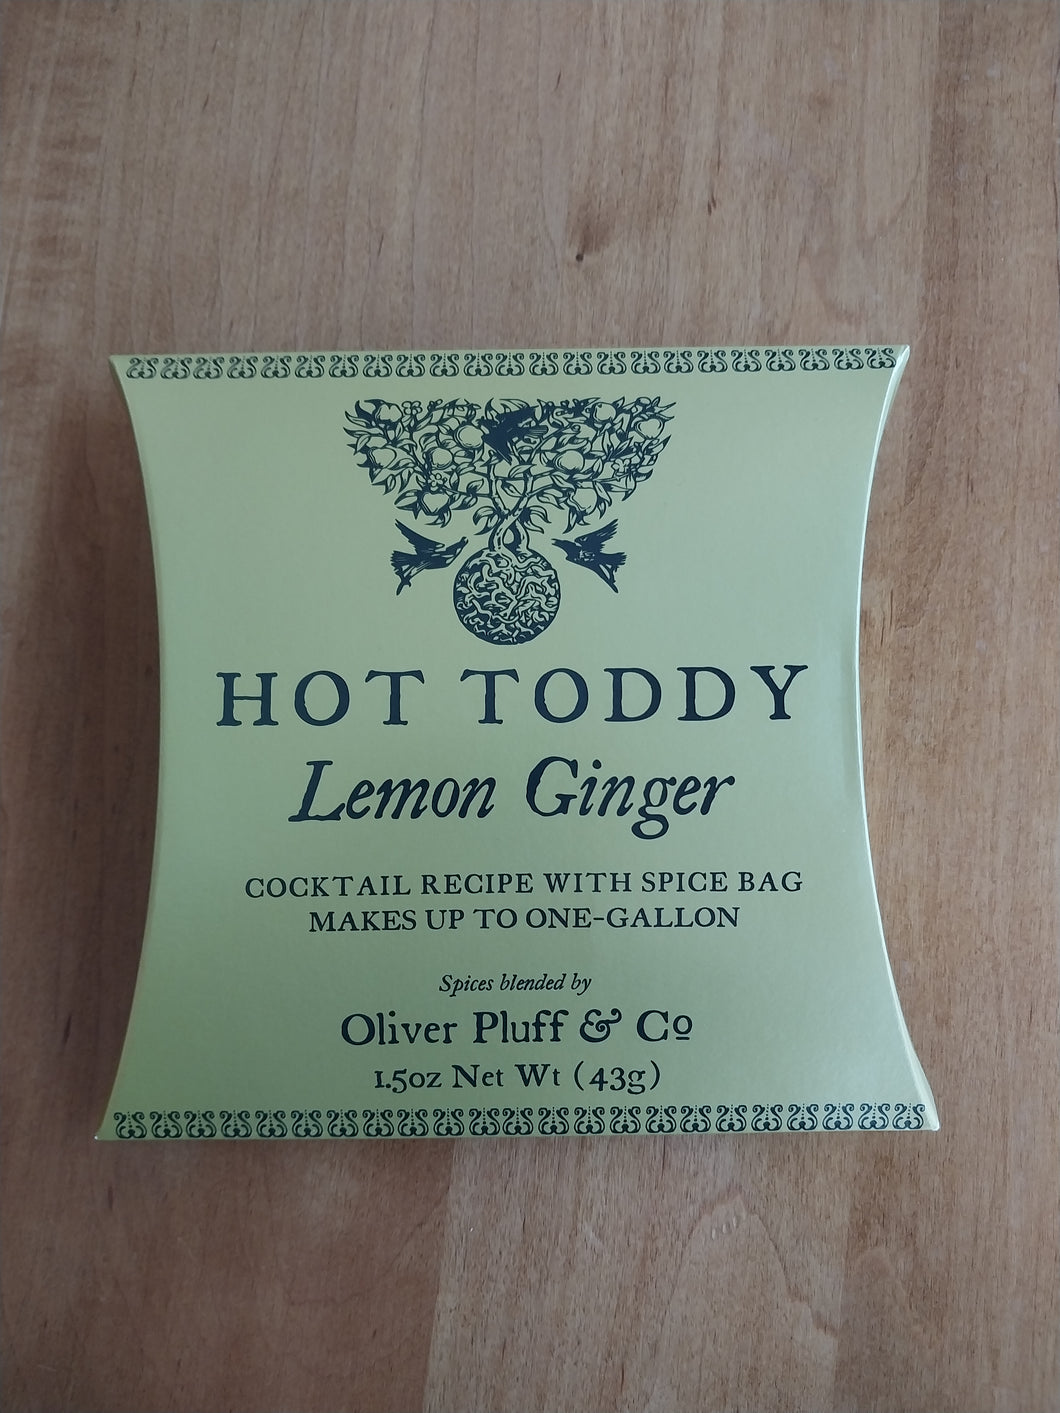 HOT TODDY
Lemon Ginger
COCKTAIL RECIPE WITH SPICE BAG
MAKES UP TO ONE-GALLON
Spices blended by
Oliver Pluff & Cº
1.5oz Net Wt (43g)